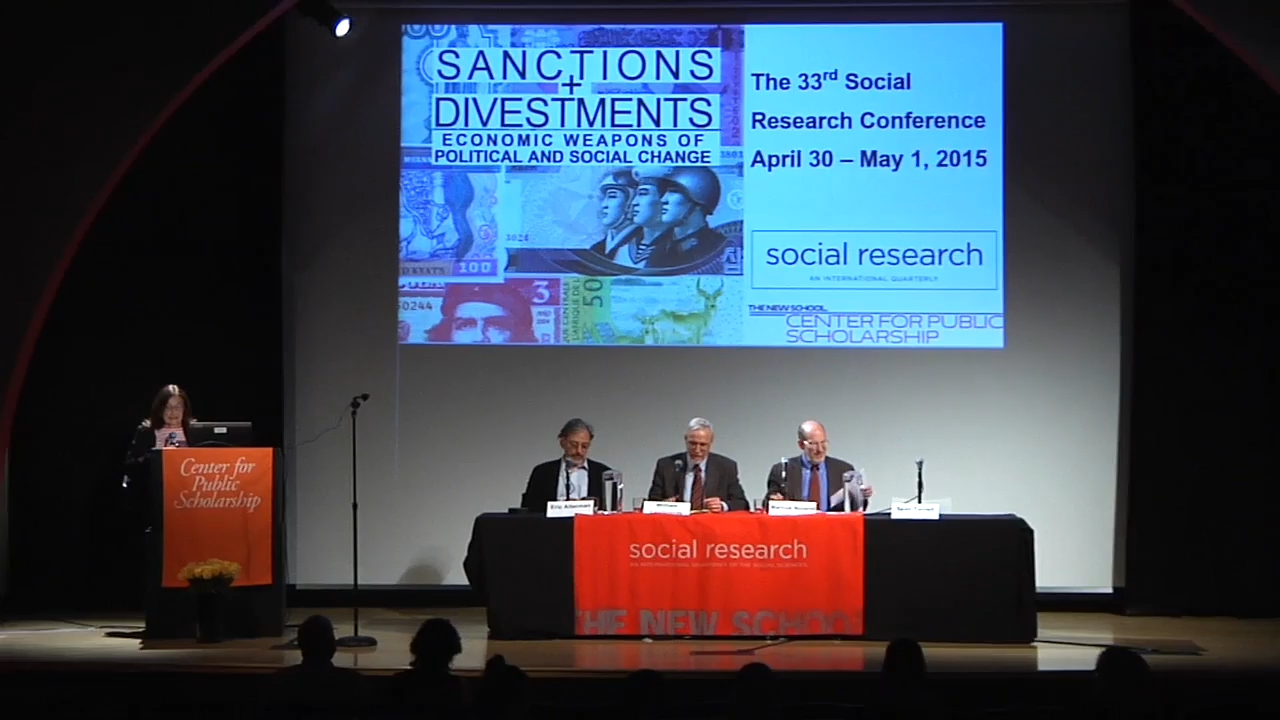 SANCTIONS
+
DIVESTMENTS
ECONOMIC WEAPONS OF
POLITICAL AND SOCIAL CHANGE
The 33rd Social
Research Conference
April 30 – May 1, 2015
social research
AN INTERNATIONAL QUARTERLY
THE NEW SCHOOL
CENTER FOR PUBLIC
SCHOLARSHIP
100
3
50
Center for
Public
Scholarship
Eric Alterman
social research
AN INTERNATIONAL QUARTERLY OF THE SOCIAL SCIENCES
THE NEW SCHOOL